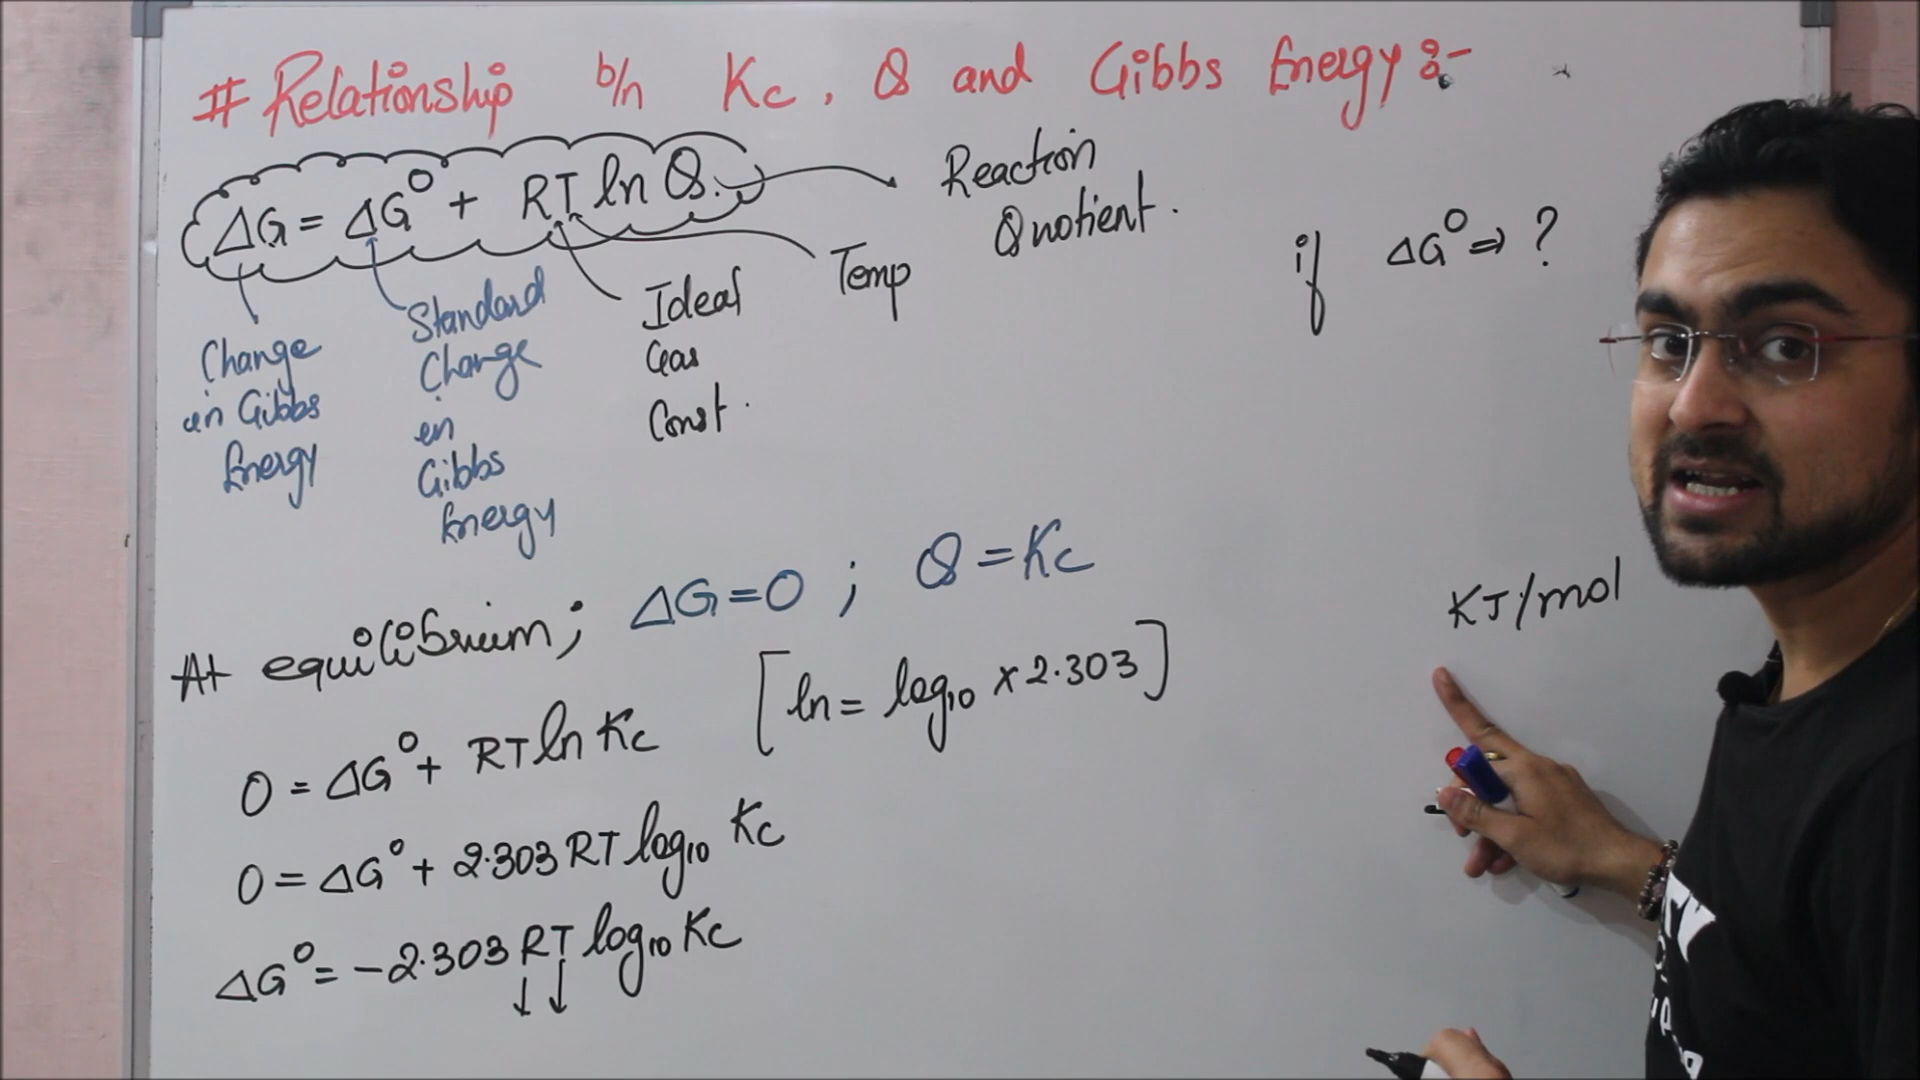 # Relationship b/n Kc, Q and Gibbs Energy :-
ΔG = ΔG° + RT ln Q.
Reaction
Quotient.
Temp
Ideal
Gas
Const.
Change
in Gibbs
Energy
Standard
Change
in
Gibbs
Energy
if ΔG° ⇒ ?
At equilibrium; ΔG=0 ; Q = Kc
0 = ΔG° + RT ln Kc
[ln = log₁₀ × 2.303]
KJ/mol
0 = ΔG° + 2.303 RT log₁₀ Kc
ΔG° = -2.303 RT log₁₀ Kc